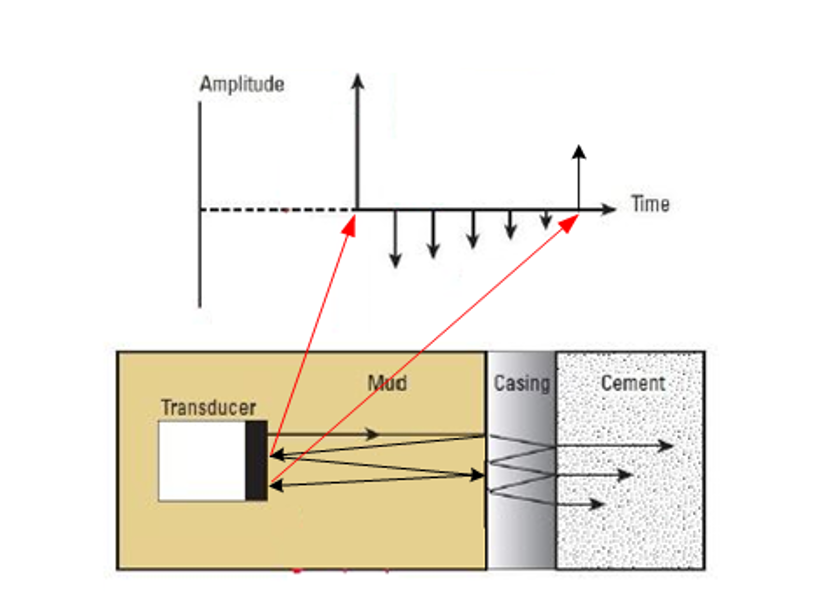 Amplitude
Time
Mud
Casing
Cement
Transducer